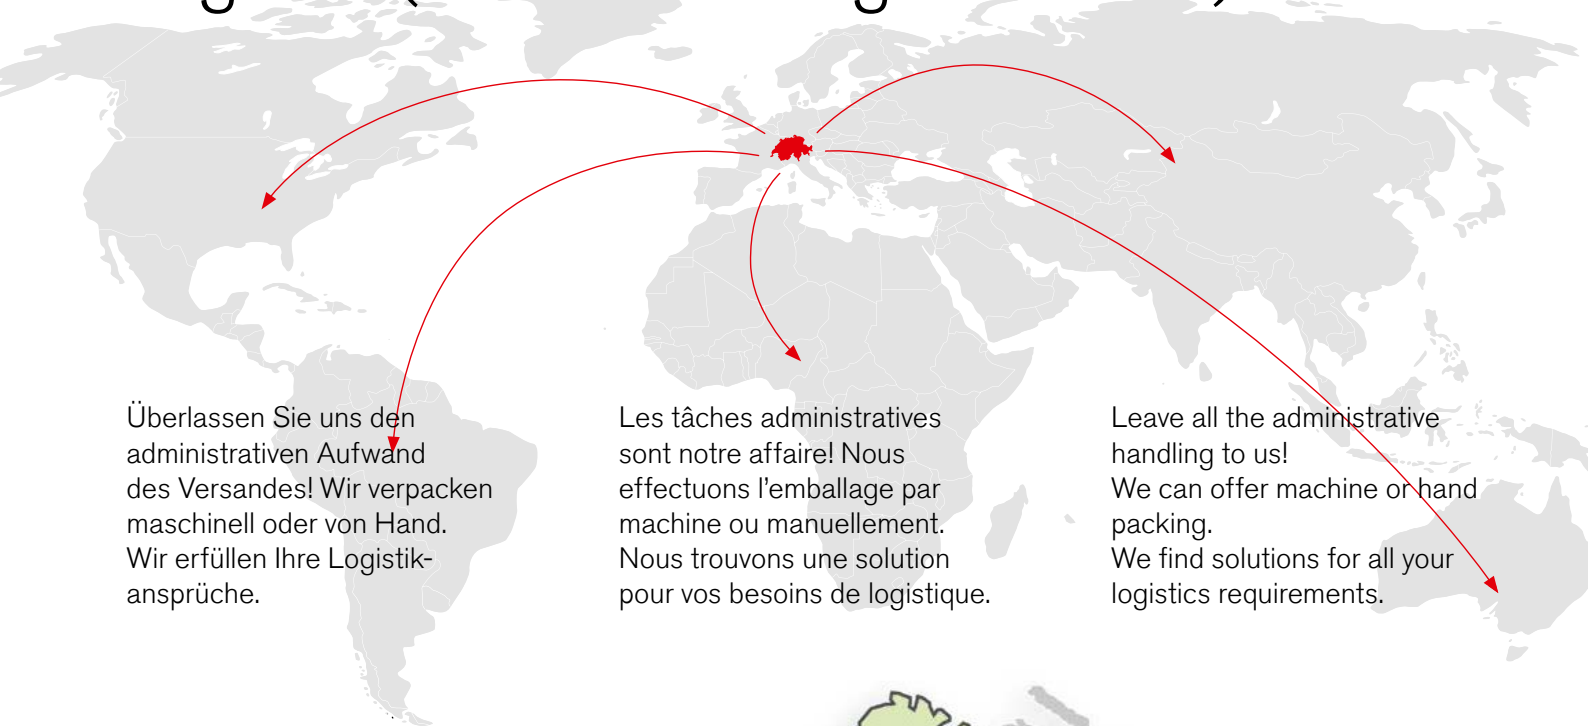 Überlassen Sie uns den
administrativen Aufwand
des Versandes! Wir verpacken
maschinell oder von Hand.
Wir erfüllen Ihre Logistik-
ansprüche.
Les tâches administratives
sont notre affaire! Nous
effectuons l’emballage par
machine ou manuellement.
Nous trouvons une solution
pour vos besoins de logistique.
Leave all the administrative
handling to us!
We can offer machine or hand
packing.
We find solutions for all your
logistics requirements.